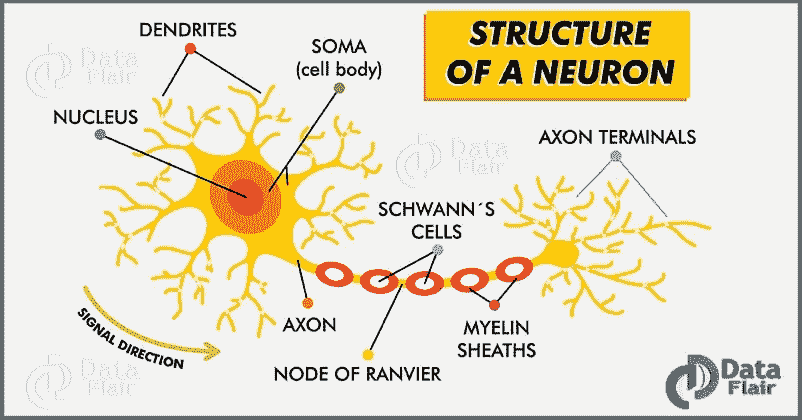 STRUCTURE
OF A NEURON
DENDRITES
SOMA
(cell body)
NUCLEUS
AXON TERMINALS
SCHWANN´S
CELLS
AXON
MYELIN
SHEATHS
NODE OF RANVIER
SIGNAL DIRECTION
Data
Flair
Data
Flair
Data
Flair
Data
Flair